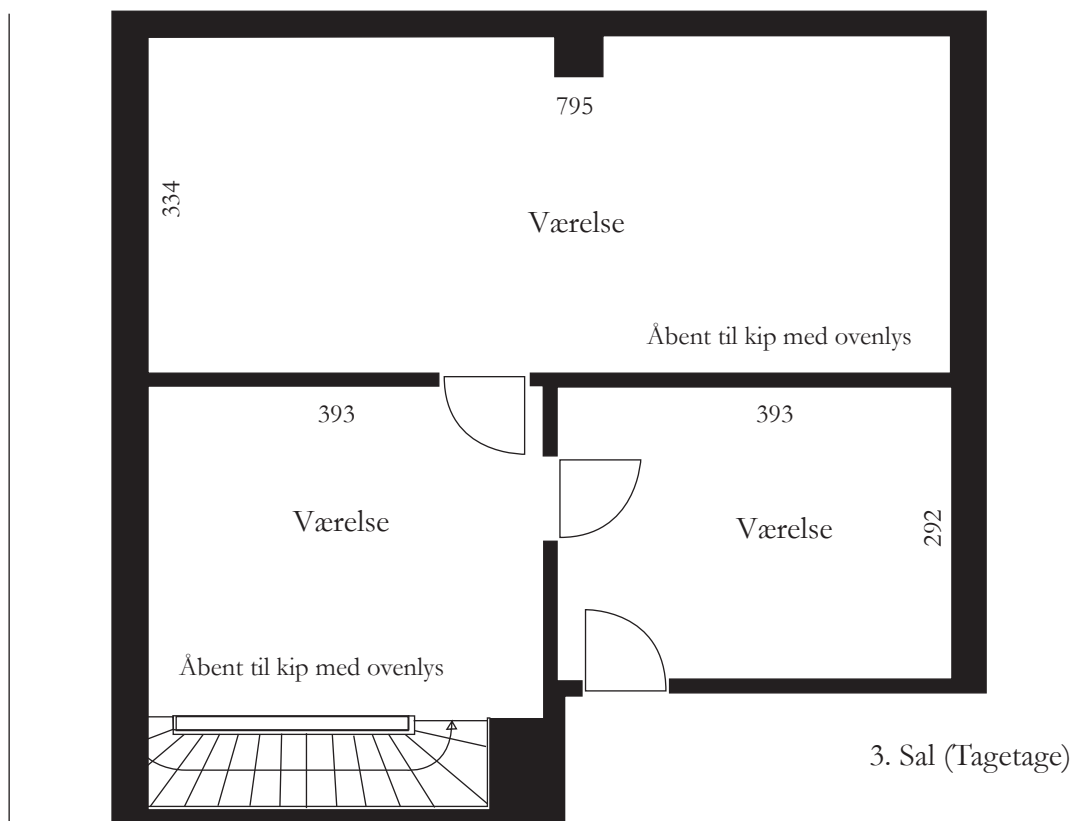 795
334
Værelse
Åbent til kip med ovenlys
393
393
Værelse
Værelse
292
Åbent til kip med ovenlys
3. Sal (Tagetage)